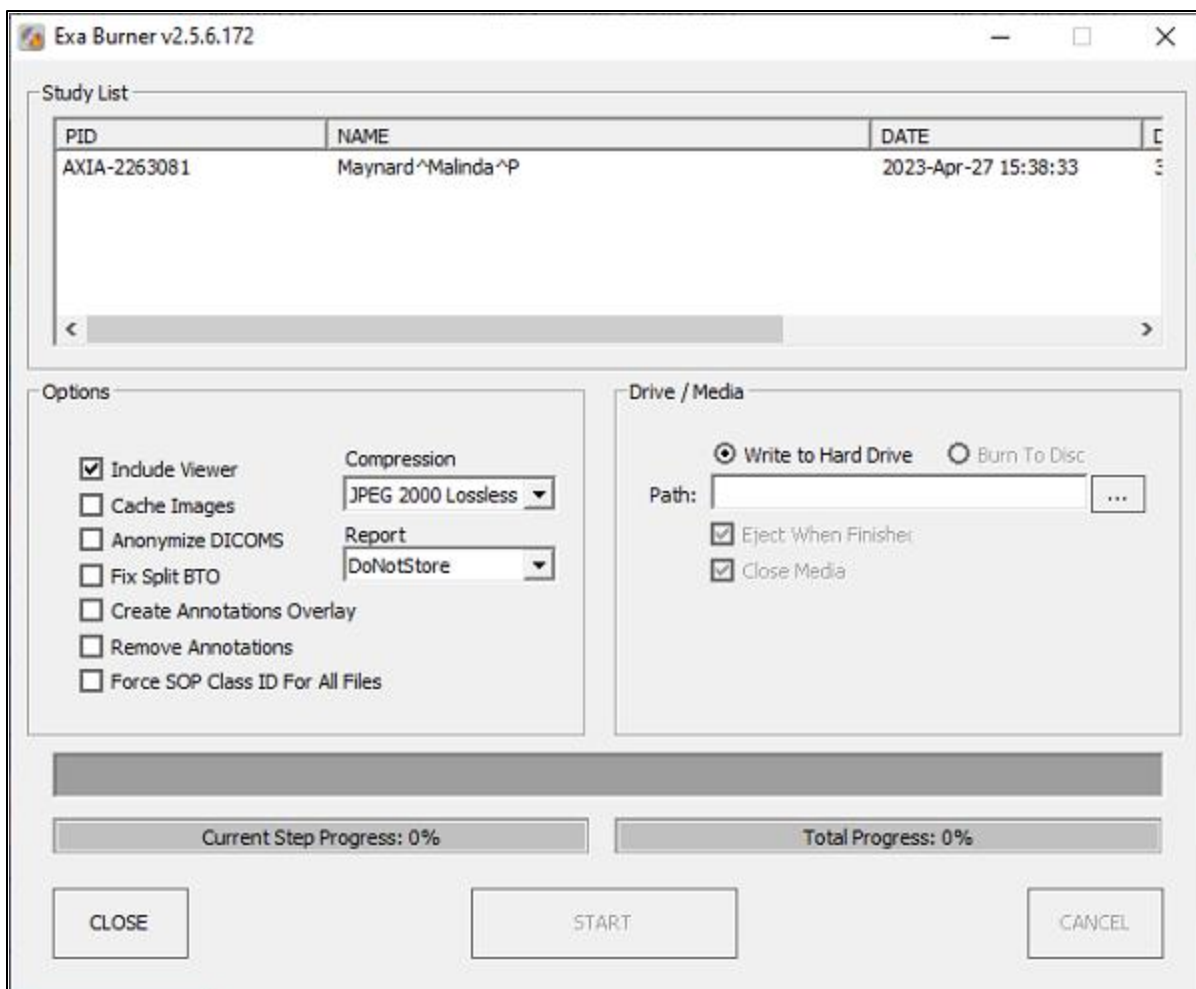 Exa Burner v2.5.6.172
Study List
PID NAME DATE
AXIA-2263081 Maynard^Malinda^P 2023-Apr-27 15:38:33
Options
Include Viewer
Cache Images
Anonymize DICOMS
Fix Split BTO
Create Annotations Overlay
Remove Annotations
Force SOP Class ID For All Files
Compression
JPEG 2000 Lossless
Report
DoNotStore
Drive / Media
Write to Hard Drive Burn To Disc
Path: ...
Eject When Finished
Close Media
Current Step Progress: 0% Total Progress: 0%
CLOSE START CANCEL